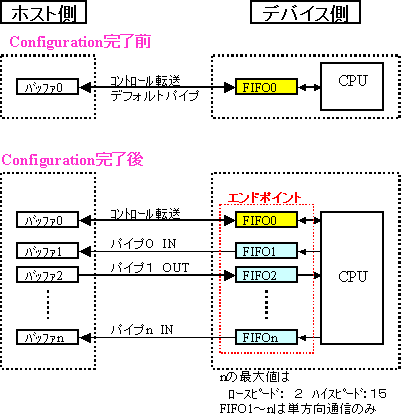 ホスト側 デバイス側
Configuration完了前
バッファ0 コントロール転送 FIFO0 CPU
デフォルトパイプ
Configuration完了後
エンドポイント
バッファ0 コントロール転送 FIFO0
バッファ1 パイプ0 IN FIFO1
バッファ2 パイプ1 OUT FIFO2 CPU
バッファn パイプn IN FIFOn
nの最大値は
ロースピード: 2 ハイスピード:15
FIFO1~nは単方向通信のみ